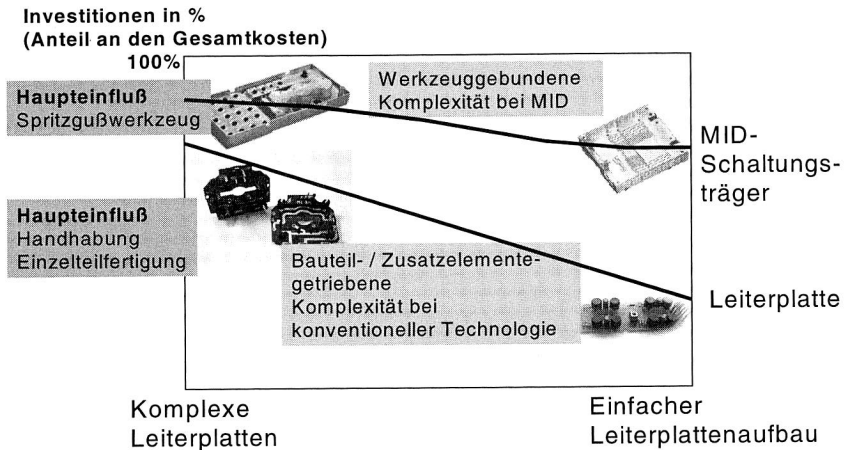 Investitionen in %
(Anteil an den Gesamtkosten)
100%
Haupteinfluß
Spritzgußwerkzeug
Werkzeuggebundene
Komplexität bei MID
MID-
Schaltungs-
träger
Haupteinfluß
Handhabung
Einzelteilfertigung
Bauteil- / Zusatzelemente-
getriebene
Komplexität bei
konventioneller Technologie
Leiterplatte
Komplexe
Leiterplatten
Einfacher
Leiterplattenaufbau